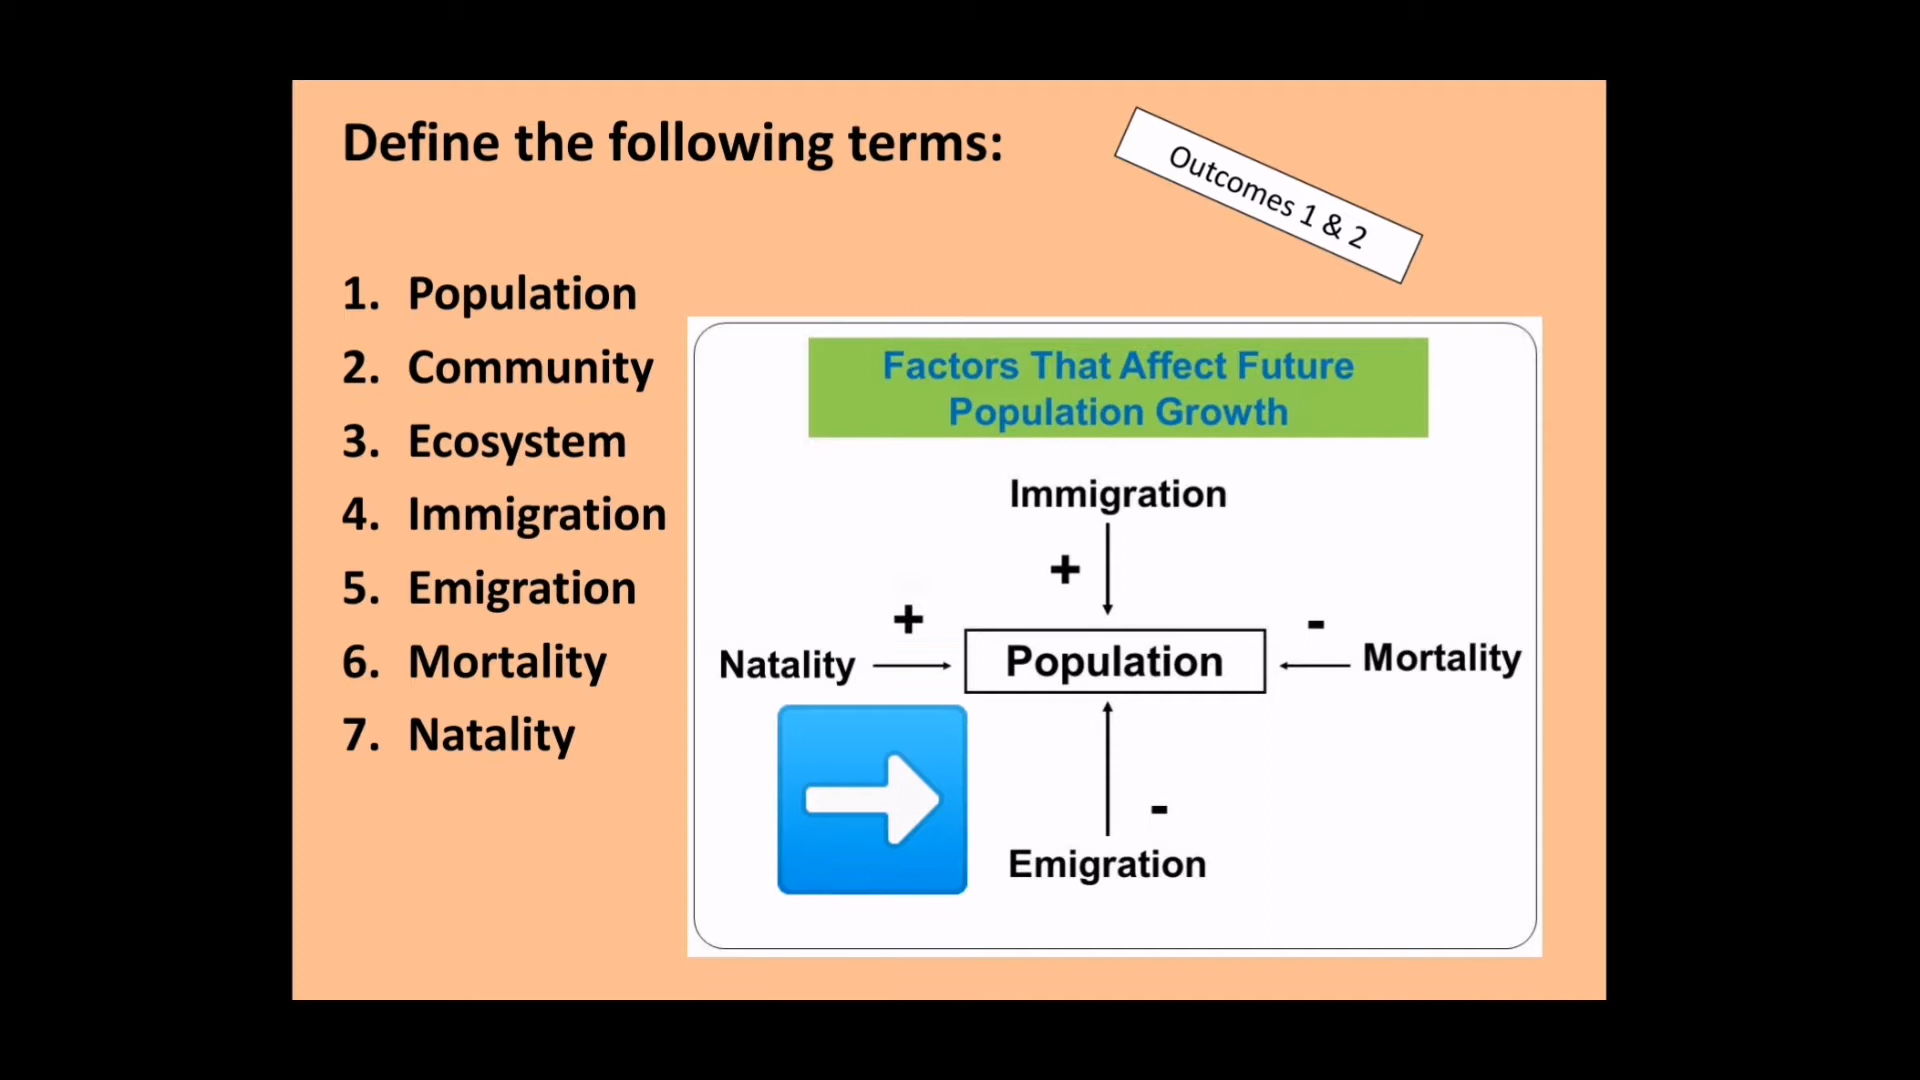 Define the following terms:
Outcomes 1 & 2
1. Population
2. Community
3. Ecosystem
4. Immigration
5. Emigration
6. Mortality
7. Natality
Factors That Affect Future
Population Growth
Immigration
+
+
-
Natality
Population
Mortality
-
Emigration